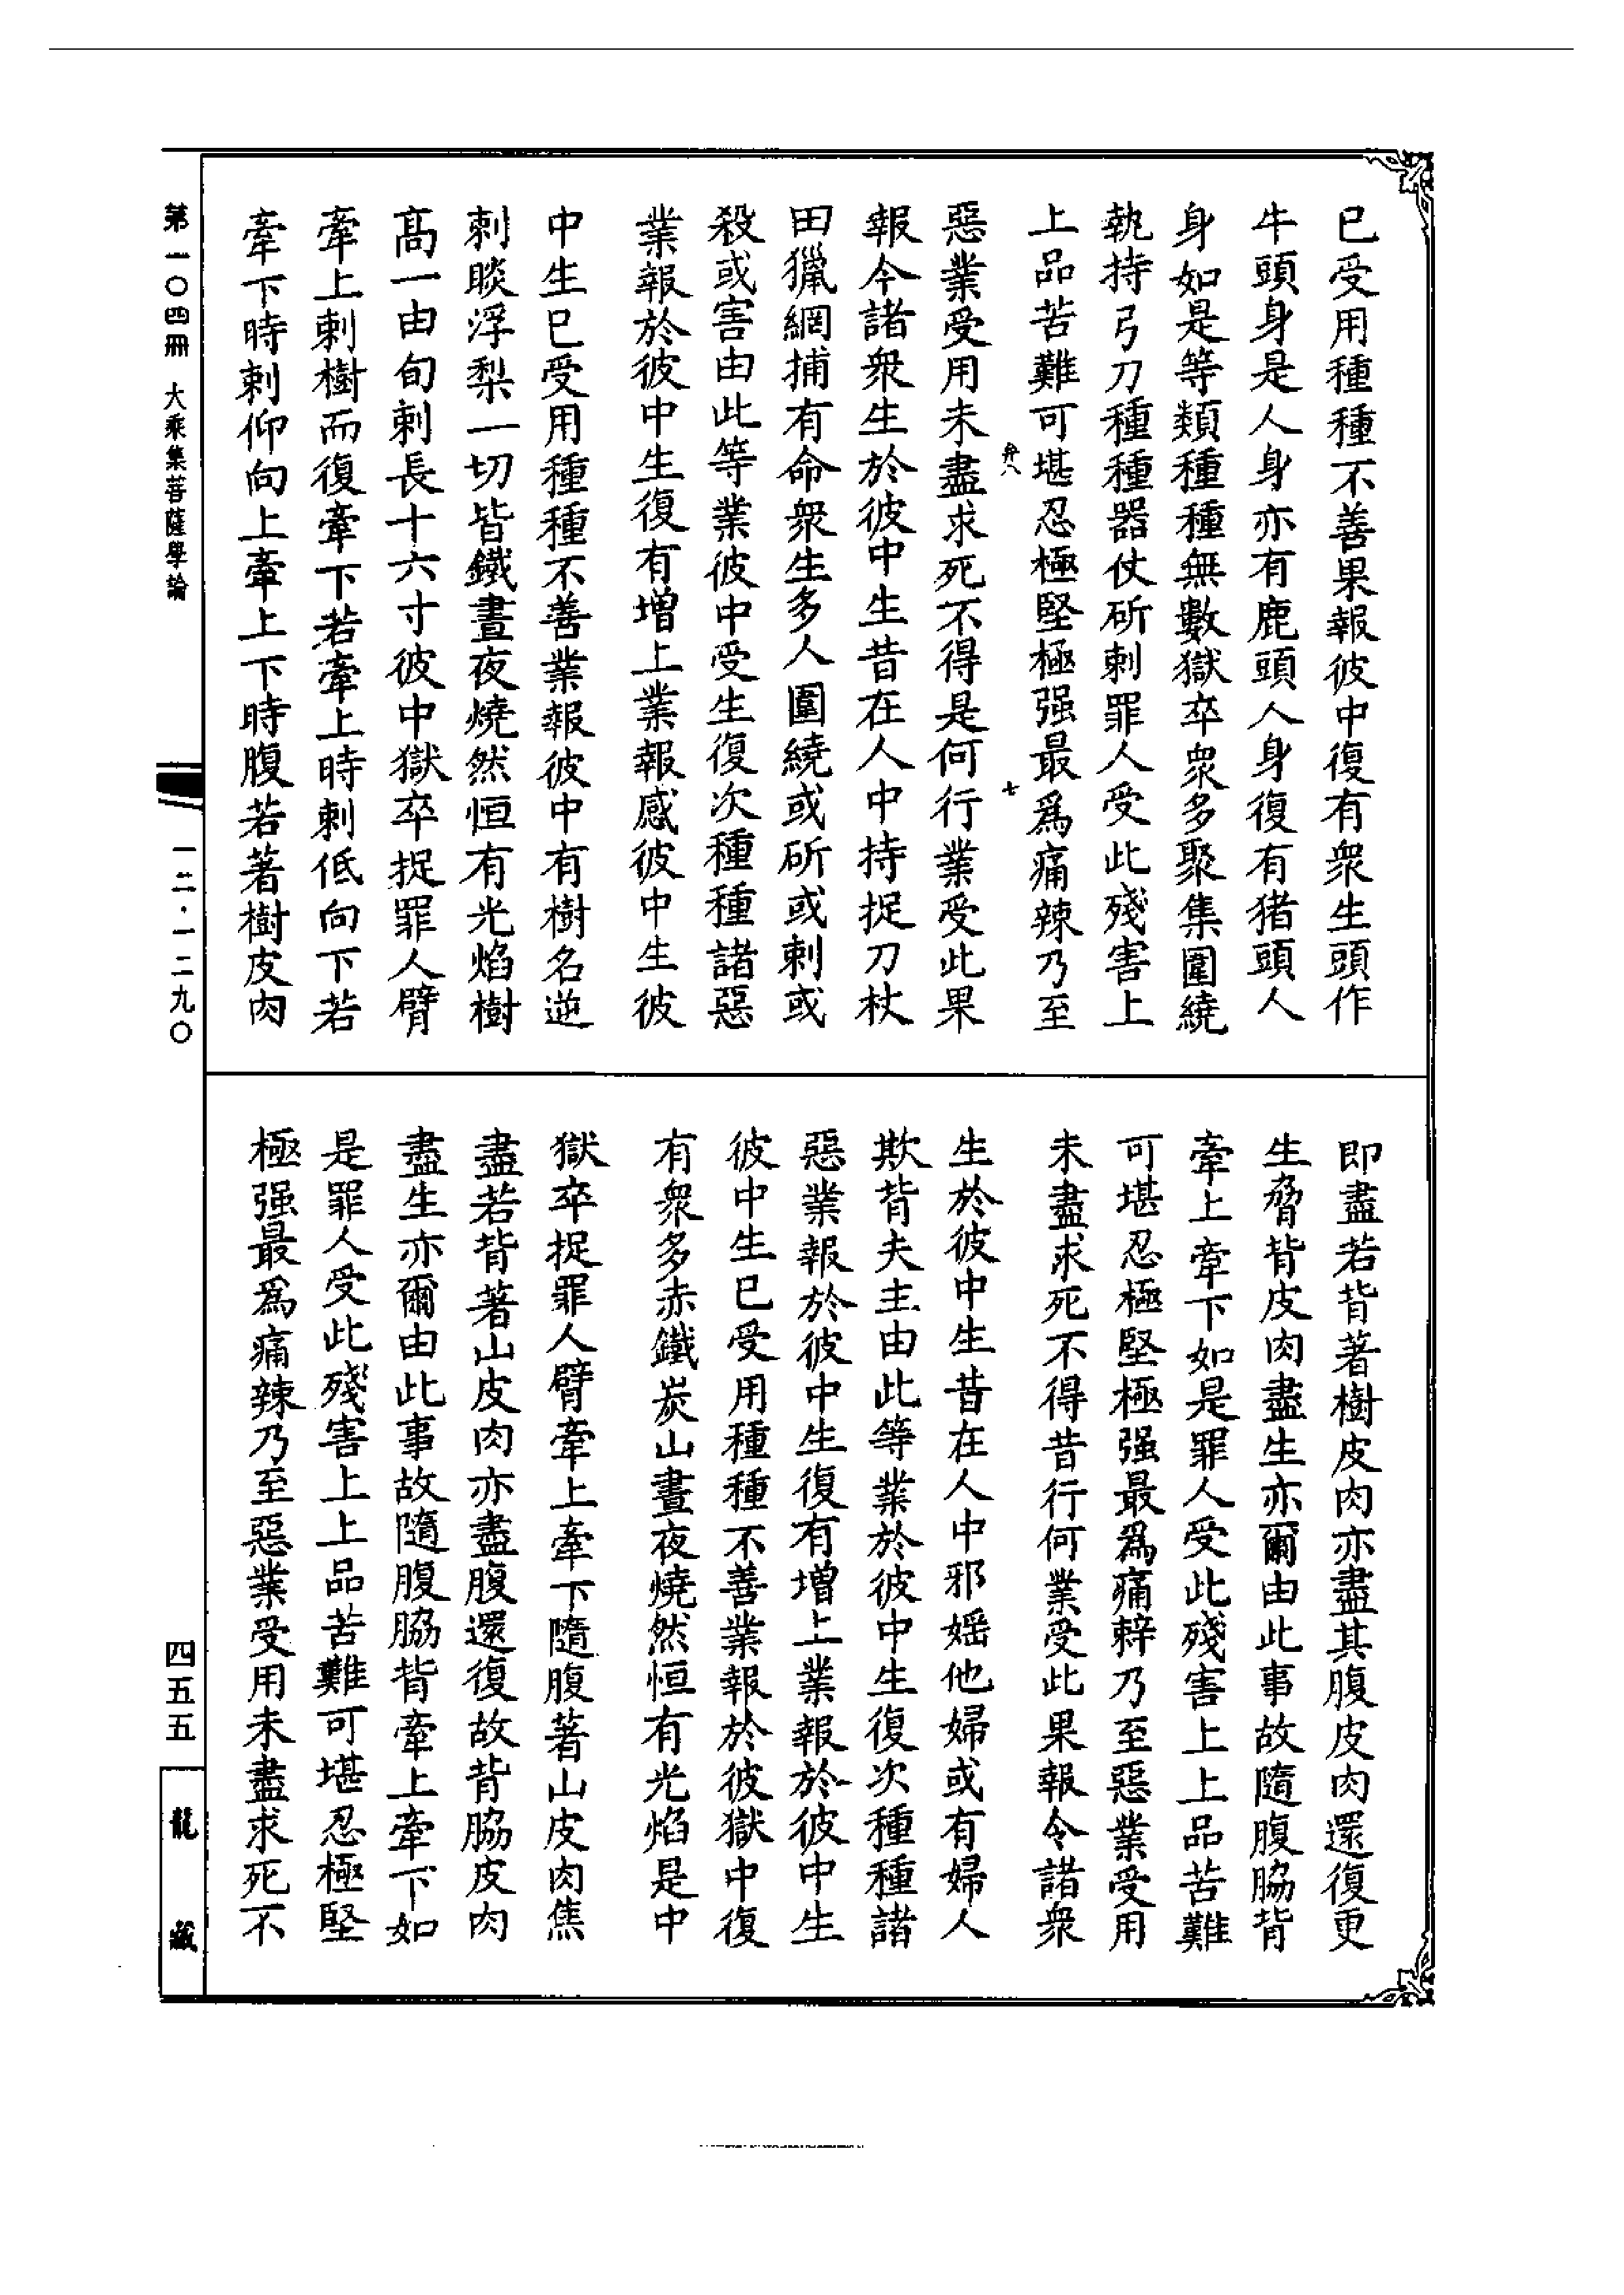 已受用種種不善果報彼中復有衆生頭作
牛頭身是人身亦有鹿頭人身復有猪頭人
身如是等類種種無數獄卒衆多聚集圍繞
執持弓刀種種器仗斫刺罪人受此殘害上
上品苦難可堪忍極堅極强最爲痛辣乃至
弁八
七
惡業受用未盡求死不得是何行業受此果
報今諸衆生於彼中生昔在人中持捉刀杖
田獵網捕有命衆生多人圍繞或斫或刺或
殺或害由此等業彼中受生復次種種諸惡
業報於彼中生復有增上業報感彼中生彼
中生已受用種種不善業報彼中有樹名逆
刺睒浮梨一切皆鐵晝夜燒然恒有光焰樹
高一由旬刺長十六寸彼中獄卒捉罪人臂
牽上刺樹而復牽下若牽上時刺低向下若
牽下時刺仰向上牽上下時腹若著樹皮肉
即盡若背著樹皮肉亦盡其腹皮肉還復更
生脅背皮肉盡生亦爾由此事故隨腹脇背
牽上牽下如是罪人受此殘害上上品苦難
可堪忍極堅極强最爲痛辢乃至惡業受用
未盡求死不得昔行何業受此果報令諸衆
生於彼中生昔在人中邪婬他婦或有婦人
欺背夫主由此等業於彼中生復次種種諸
惡業報於彼中生復有增上業報於彼中生
彼中生已受用種種不善業報於彼獄中復
有衆多赤鐵炭山晝夜燒然恒有光焰是中
獄卒捉罪人臂牽上牽下隨腹著山皮肉焦
盡若背著山皮肉亦盡腹還復故背脇皮肉
盡生亦爾由此事故隨腹脇背牽上牽下如
是罪人受此殘害上上品苦難可堪忍極堅
極强最爲痛辣乃至惡業受用未盡求死不
第一〇四冊 大乘集菩薩學論
一二·一二九〇
四五五
龍藏